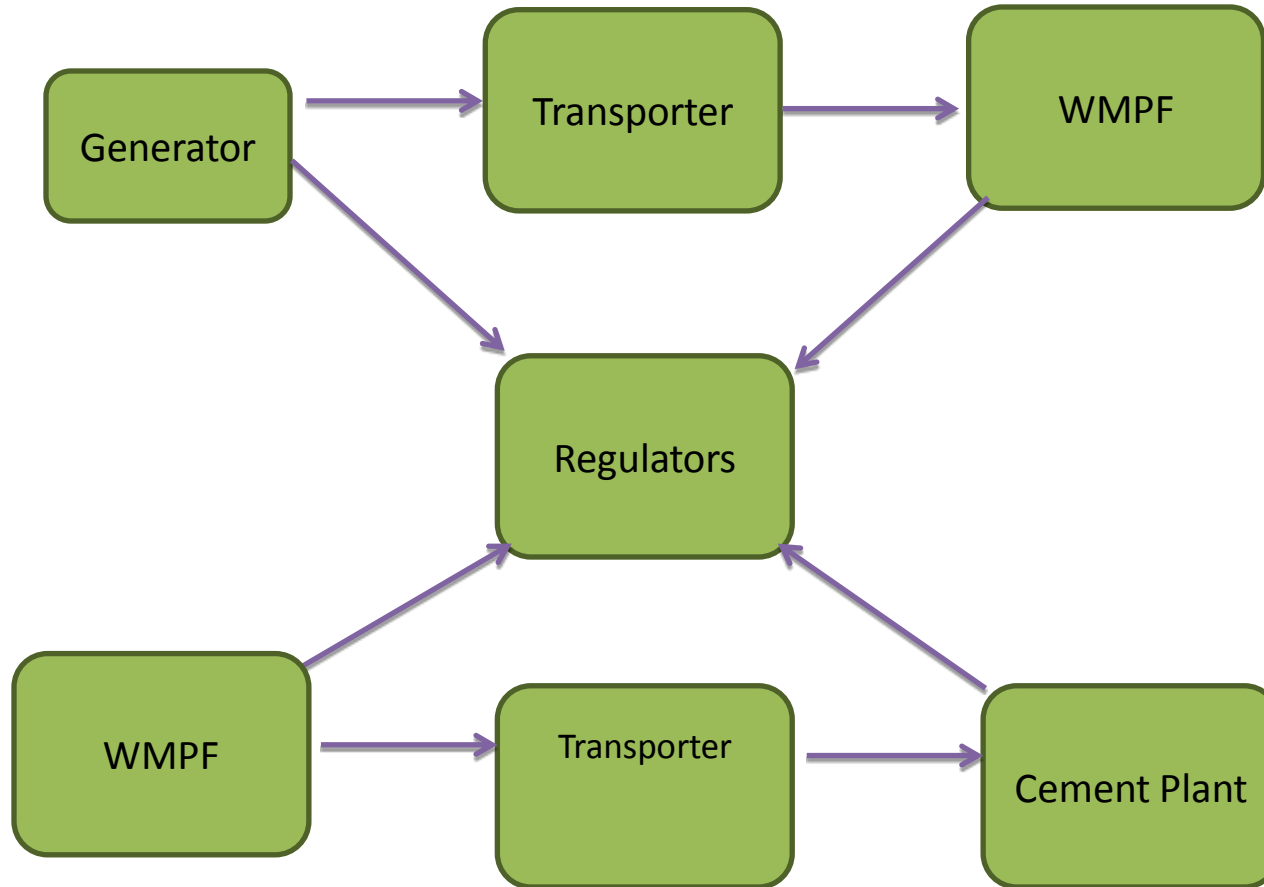 Generator
Transporter
WMPF
Regulators
WMPF
Transporter
Cement Plant